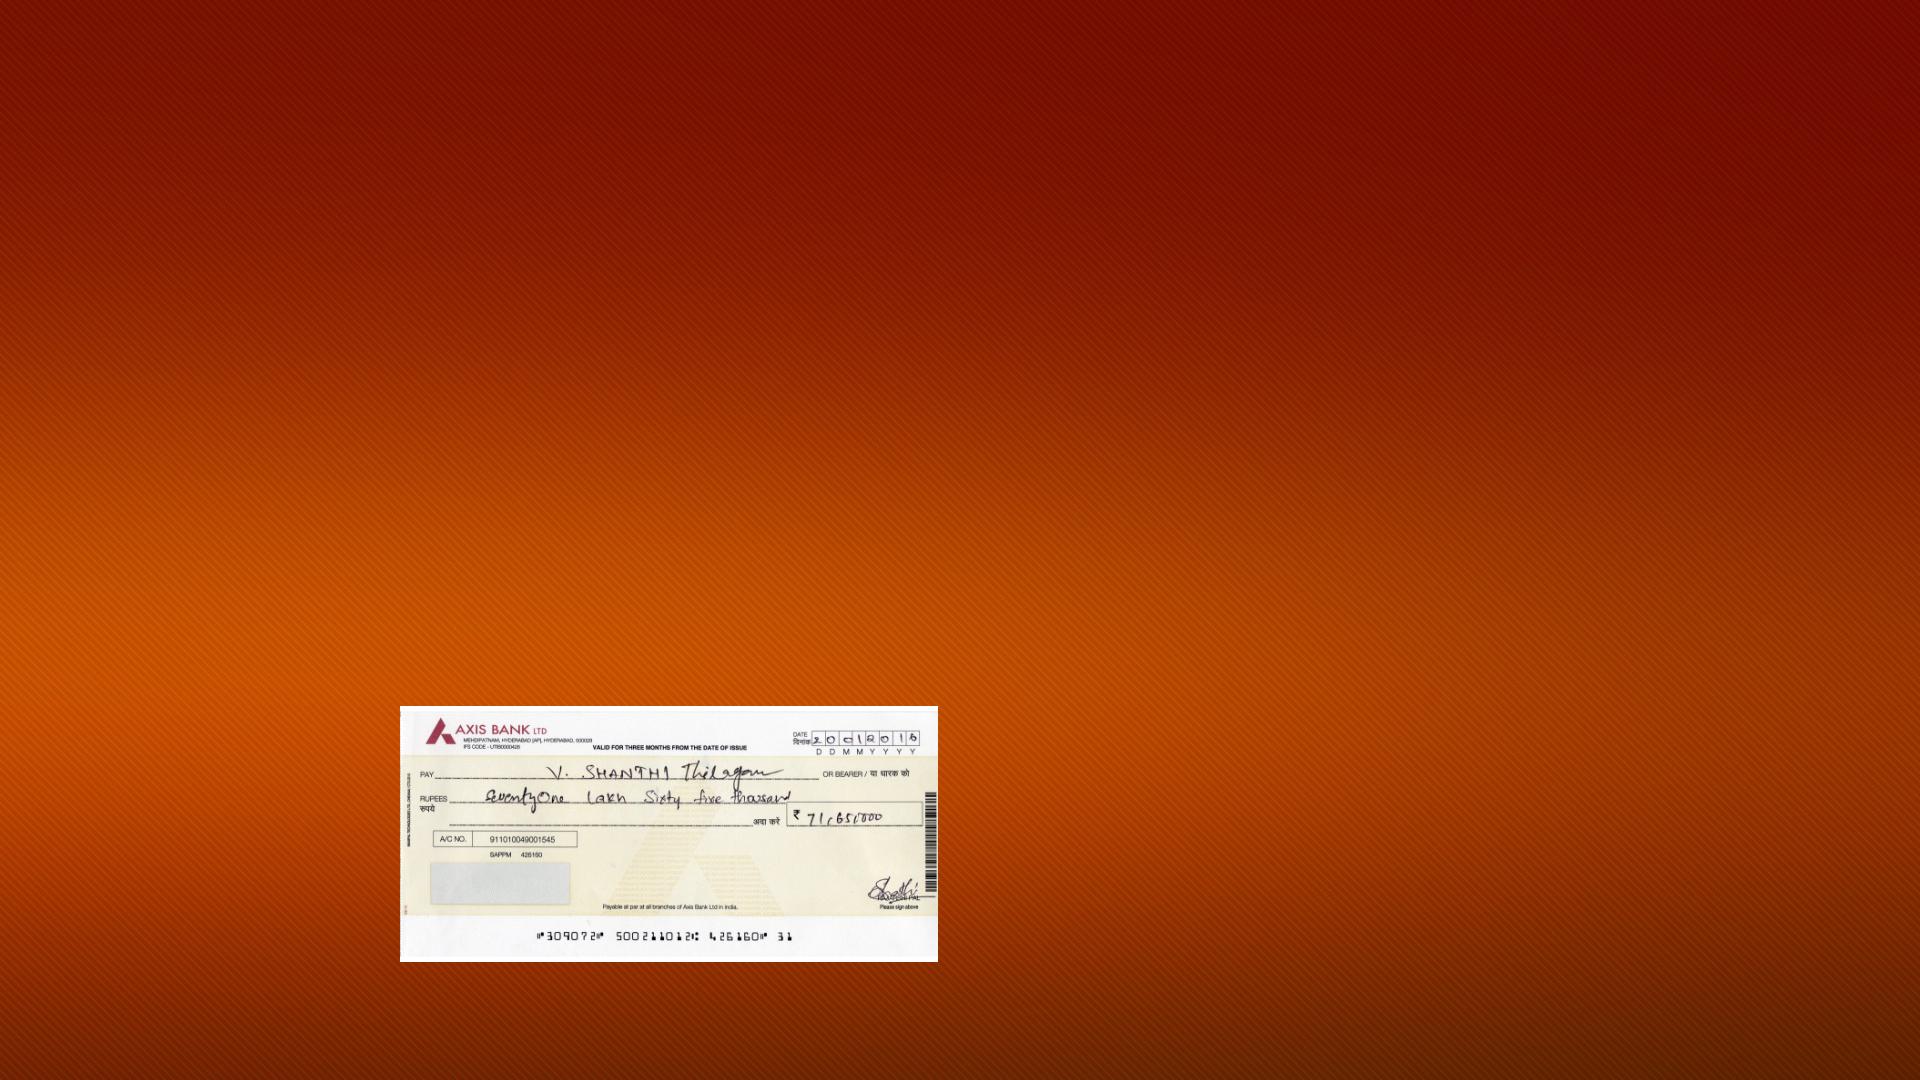 AXIS BANK LTD
MEHDIPATNAM, HYDERABAD [AP], HYDERABAD, 500028
IFS CODE - UTIB0000426
VALID FOR THREE MONTHS FROM THE DATE OF ISSUE
DATE 2 0 0 1 2 0 1 6
दिनांक D D M M Y Y Y Y
PAY V. SHANTHI Thilagam OR BEARER / या धारक को
RUPEES Seventy One Lakh Sixty five thousand
रुपये
अदा करें ₹ 71,65,000
A/C NO. 911010049001545
SAPPM 426160
Payable at par at all branches of Axis Bank Ltd in India.
Please sign above
⑈309072⑈ 500211012⑆ 426160⑈ 31